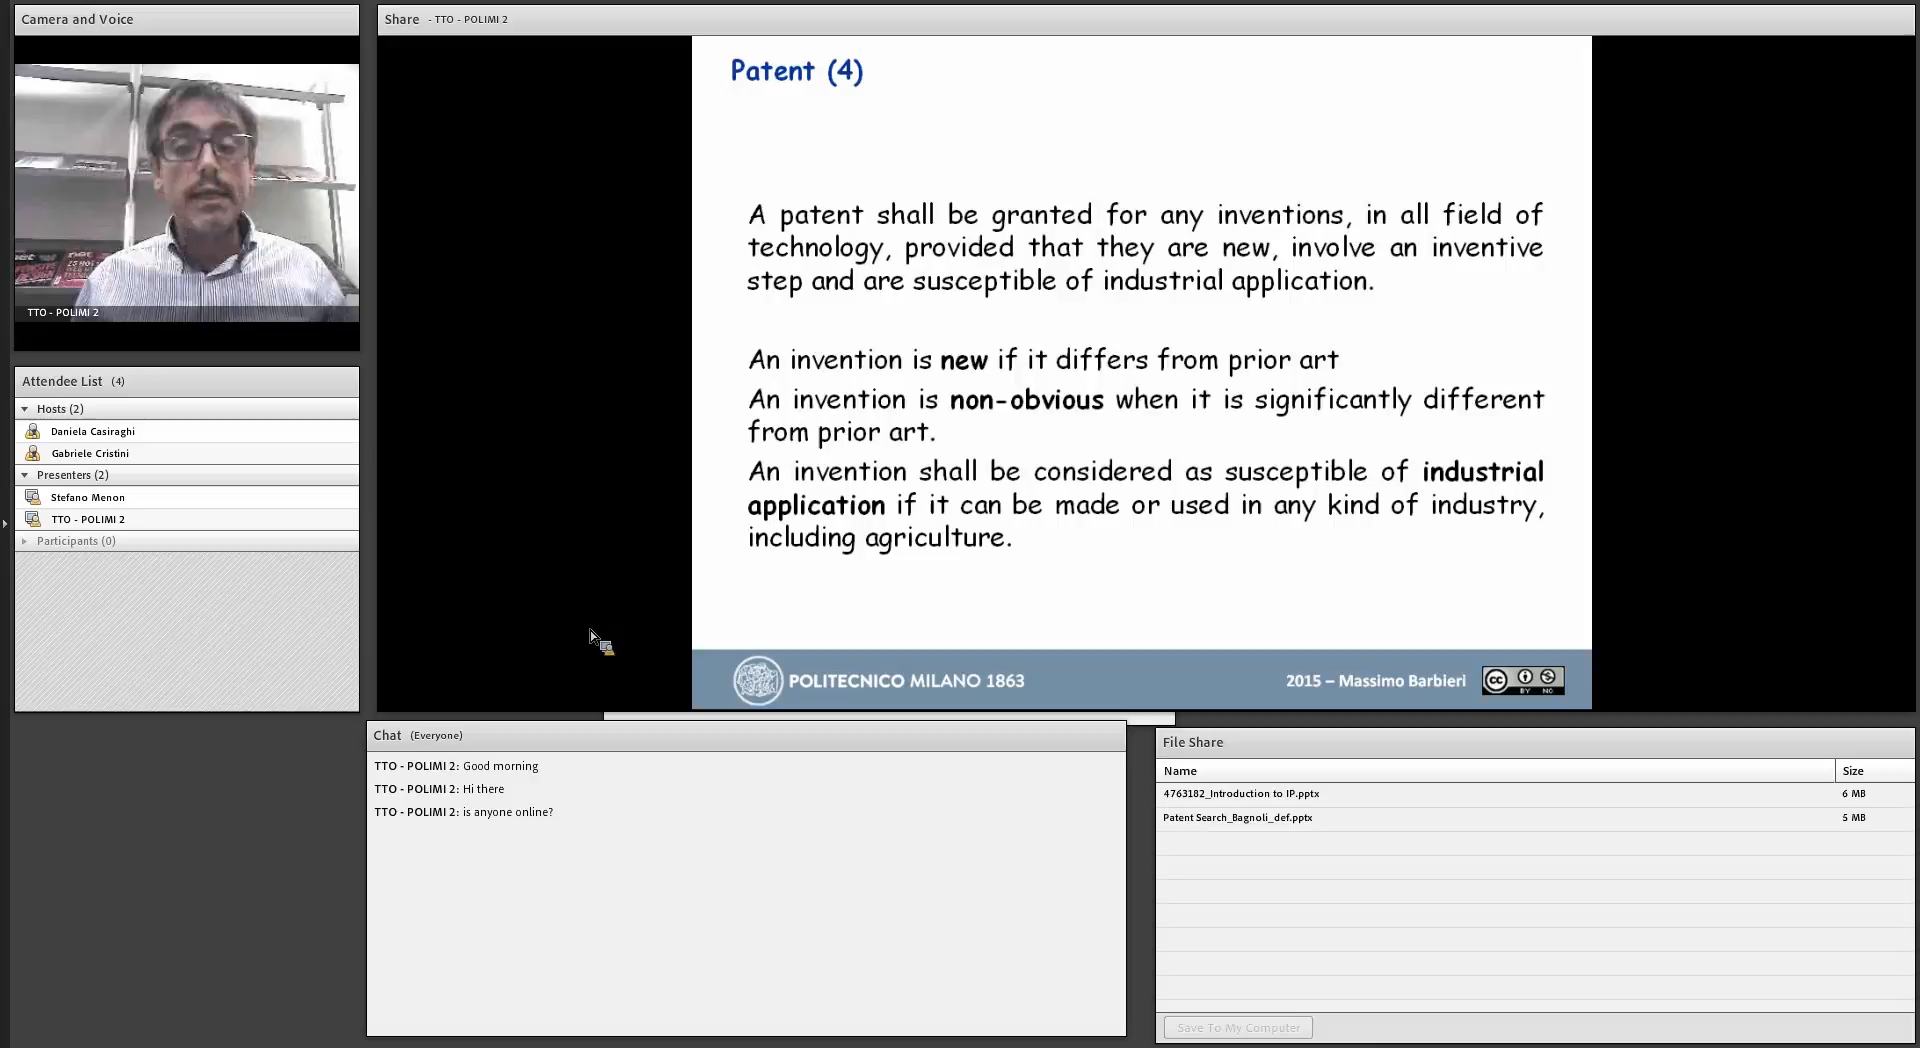 Camera and Voice
TTO - POLIMI 2
Attendee List (4)
Hosts (2)
Daniela Casiraghi
Gabriele Cristini
Presenters (2)
Stefano Menon
TTO - POLIMI 2
Participants (0)
Share - TTO - POLIMI 2
Patent (4)
A patent shall be granted for any inventions, in all field of
technology, provided that they are new, involve an inventive
step and are susceptible of industrial application.
An invention is new if it differs from prior art
An invention is non-obvious when it is significantly different
from prior art.
An invention shall be considered as susceptible of industrial
application if it can be made or used in any kind of industry,
including agriculture.
POLITECNICO MILANO 1863
2015 – Massimo Barbieri
cc
BY NC
Chat (Everyone)
TTO - POLIMI 2: Good morning
TTO - POLIMI 2: Hi there
TTO - POLIMI 2: is anyone online?
File Share
Name Size
4763182_Introduction to IP.pptx 6 MB
Patent Search_Bagnoli_def.pptx 5 MB
Save To My Computer